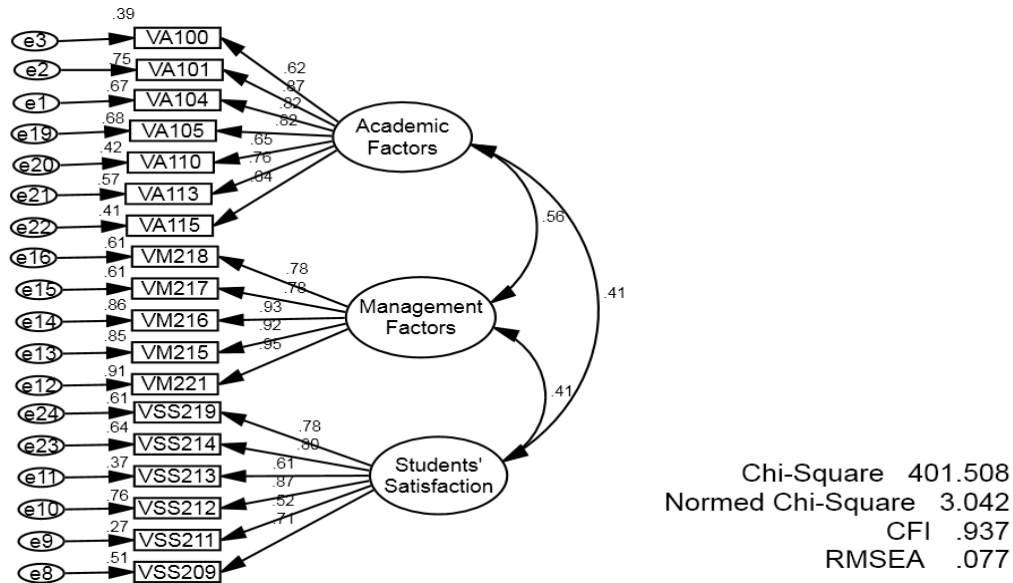 .39
e3 VA100
.62
.75
e2 VA101
.87
.67
e1 VA104
.82
.68
e19 VA105
.82
.42
e20 VA110
.65
.57
e21 VA113
.76
.41
e22 VA115
Academic
Factors
.61
e16 VM218
.78
.61
e15 VM217
.78
.86
e14 VM216
.93
.85
e13 VM215
.92
.91
e12 VM221
.95
Management
Factors
.56
.41
.41
.61
e24 VSS219
.78
.64
e23 VSS214
.80
.37
e11 VSS213
.61
.76
e10 VSS212
.87
.27
e9 VSS211
.52
.51
e8 VSS209
.71
Students'
Satisfaction
Chi-Square 401.508
Normed Chi-Square 3.042
CFI .937
RMSEA .077